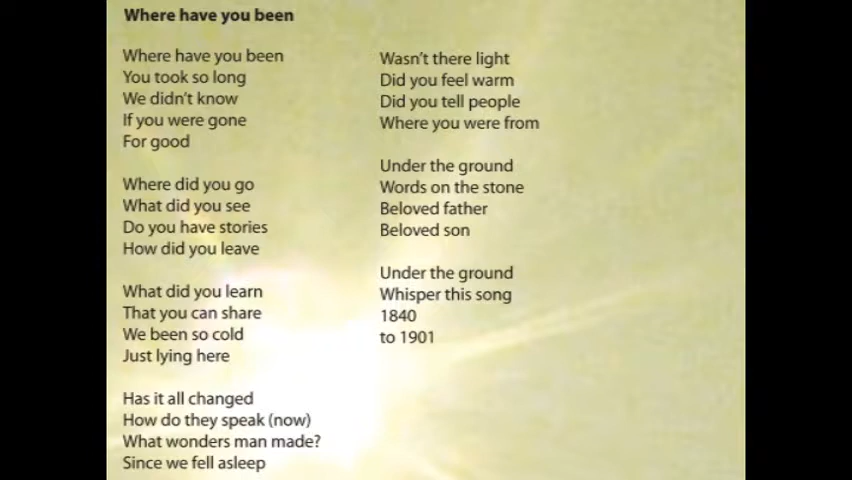 Where have you been
Where have you been
You took so long
We didn't know
If you were gone
For good
Where did you go
What did you see
Do you have stories
How did you leave
What did you learn
That you can share
We been so cold
Just lying here
Has it all changed
How do they speak (now)
What wonders man made?
Since we fell asleep
Wasn't there light
Did you feel warm
Did you tell people
Where you were from
Under the ground
Words on the stone
Beloved father
Beloved son
Under the ground
Whisper this song
1840
to 1901